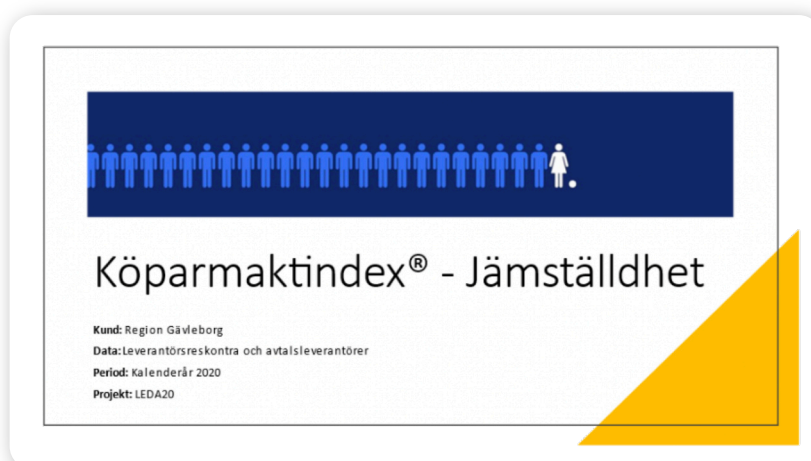 Köparmaktindex® - Jämställdhet
Kund: Region Gävleborg
Data: Leverantörsreskontra och avtalsleverantörer
Period: Kalenderår 2020
Projekt: LEDA20